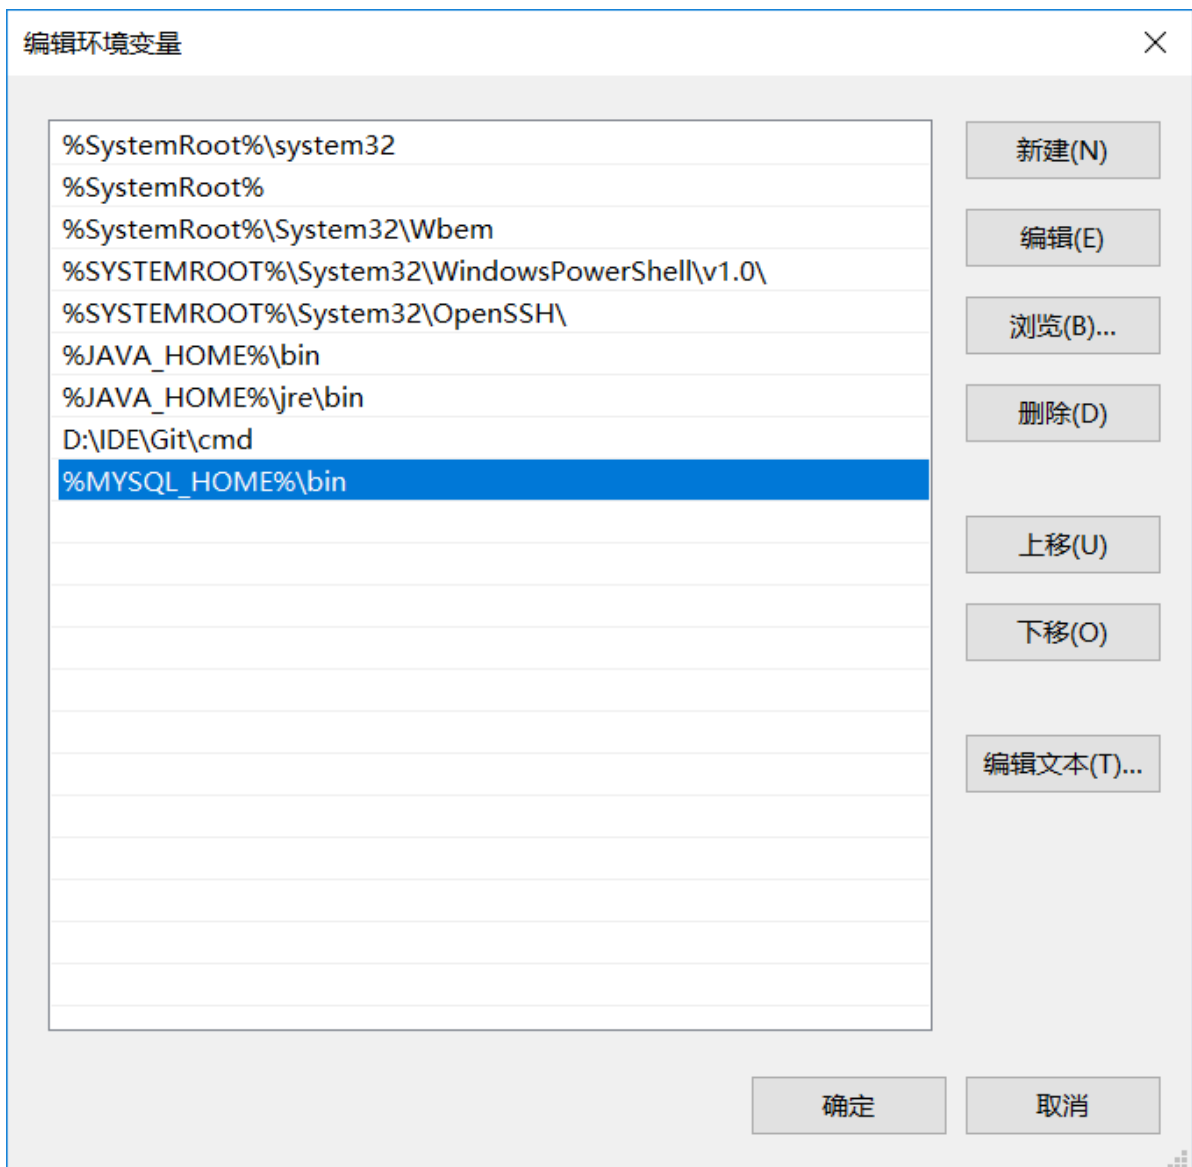 编辑环境变量
%SystemRoot%\system32
%SystemRoot%
%SystemRoot%\System32\Wbem
%SYSTEMROOT%\System32\WindowsPowerShell\v1.0\
%SYSTEMROOT%\System32\OpenSSH\
%JAVA_HOME%\bin
%JAVA_HOME%\jre\bin
D:\IDE\Git\cmd
%MYSQL_HOME%\bin
新建(N)
编辑(E)
浏览(B)...
删除(D)
上移(U)
下移(O)
编辑文本(T)...
确定
取消